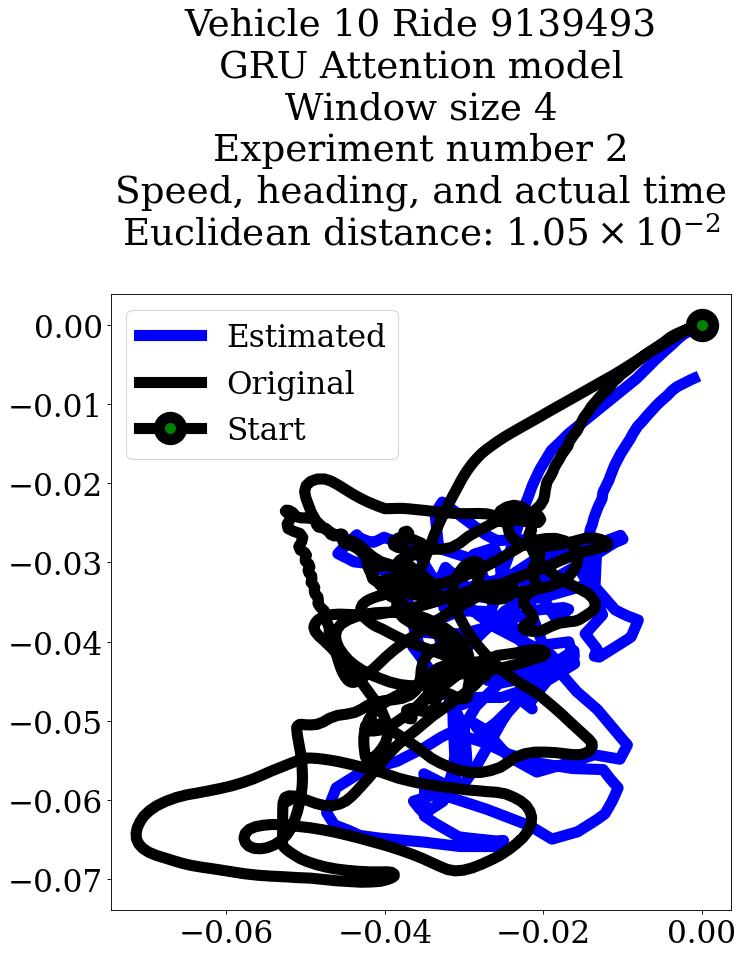 Vehicle 10 Ride 9139493
GRU Attention model
Window size 4
Experiment number 2
Speed, heading, and actual time
Euclidean distance: 1.05 × 10⁻²
Estimated
Original
Start
0.00
−0.01
−0.02
−0.03
−0.04
−0.05
−0.06
−0.07
−0.06 −0.04 −0.02 0.00